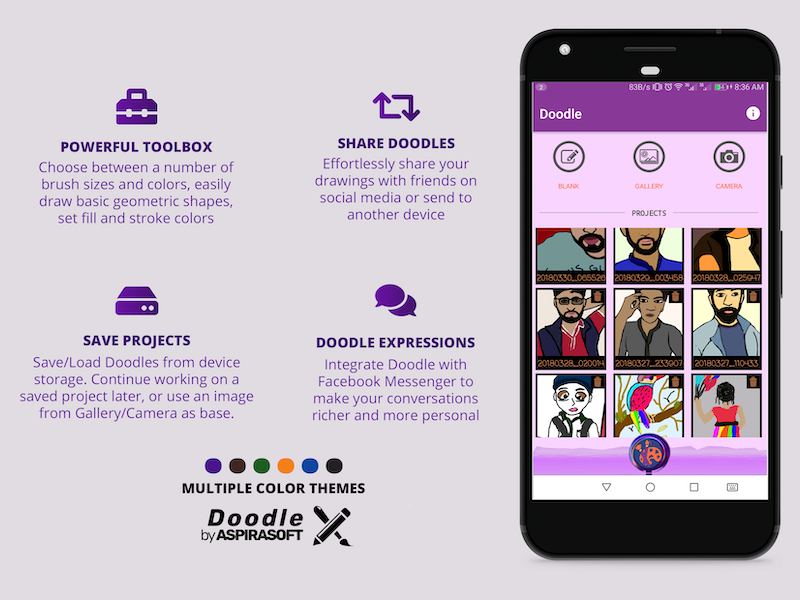 POWERFUL TOOLBOX
Choose between a number of
brush sizes and colors, easily
draw basic geometric shapes,
set fill and stroke colors
SHARE DOODLES
Effortlessly share your
drawings with friends on
social media or send to
another device
SAVE PROJECTS
Save/Load Doodles from device
storage. Continue working on a
saved project later, or use an image
from Gallery/Camera as base.
DOODLE EXPRESSIONS
Integrate Doodle with
Facebook Messenger to
make your conversations
richer and more personal
MULTIPLE COLOR THEMES
Doodle
by ASPIRASOFT
2 83B/s 8:36 AM
Doodle
BLANK GALLERY CAMERA
PROJECTS
20180330_065526 20180329_003458 20180328_025947
20180328_020014 20180327_233907 20180327_110433